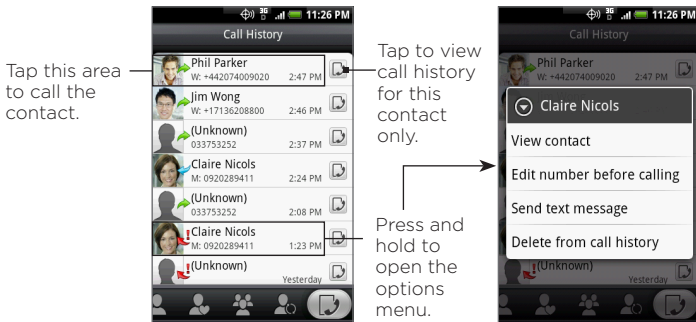 Tap this area
to call the
contact.
3G
D
11:26 PM
Call History
Phil Parker
W: +442074009020 2:47 PM
Jim Wong
W: +17136208800 2:46 PM
(Unknown)
033753252 2:37 PM
Claire Nicols
M: 0920289411 2:24 PM
(Unknown)
033753252 2:08 PM
Claire Nicols
M: 0920289411 1:23 PM
(Unknown)
Yesterday
Tap to view
call history
for this
contact
only.
Press and
hold to
open the
options
menu.
3G
D
11:26 PM
Call History
Phil Parker
W: +442074009020 2:47 PM
Claire Nicols
View contact
Edit number before calling
Send text message
Delete from call history
(Unknown)
Yesterday